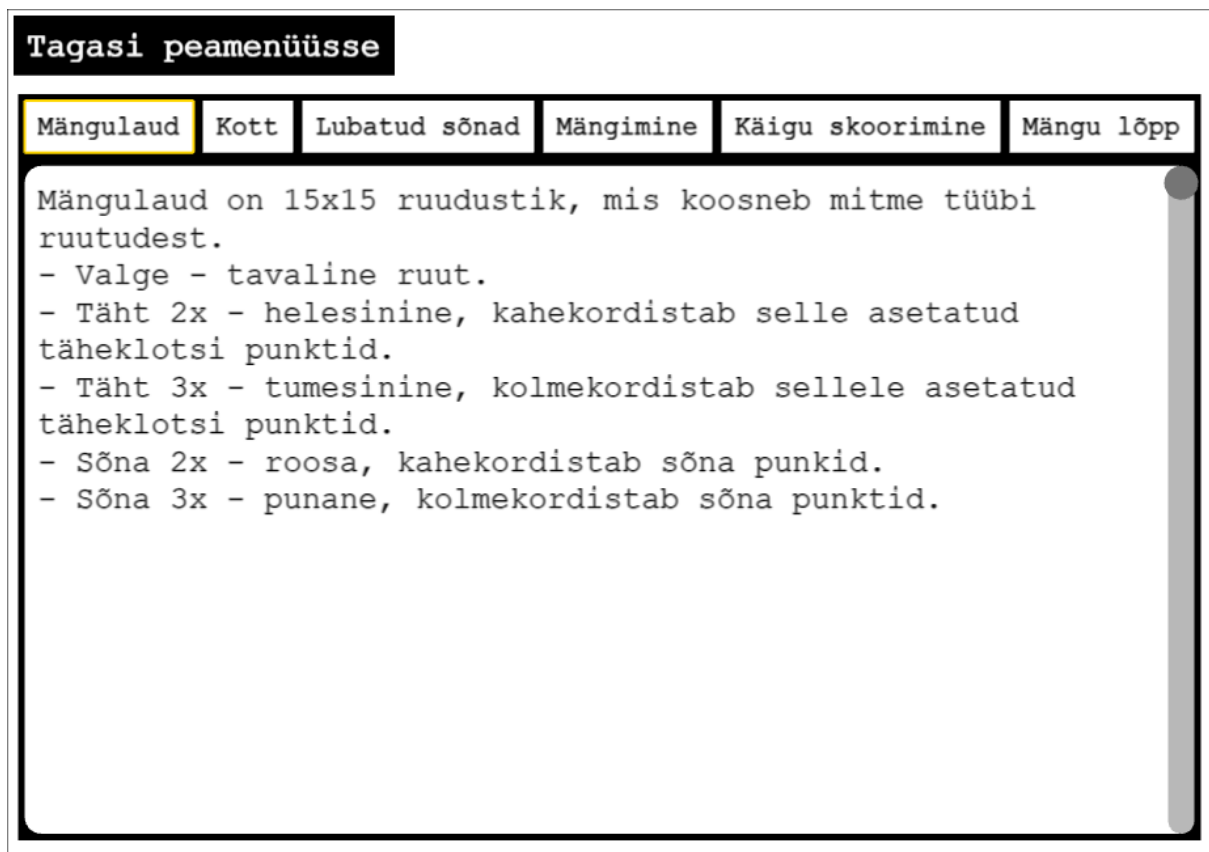 Tagasi peamenüüsse
Mängulaud Kott Lubatud sõnad Mängimine Käigu skoorimine Mängu lõpp
Mängulaud on 15x15 ruudustik, mis koosneb mitme tüübi
ruutudest.
- Valge - tavaline ruut.
- Täht 2x - helesinine, kahekordistab selle asetatud
täheklotsi punktid.
- Täht 3x - tumesinine, kolmekordistab sellele asetatud
täheklotsi punktid.
- Sõna 2x - roosa, kahekordistab sõna punkid.
- Sõna 3x - punane, kolmekordistab sõna punktid.